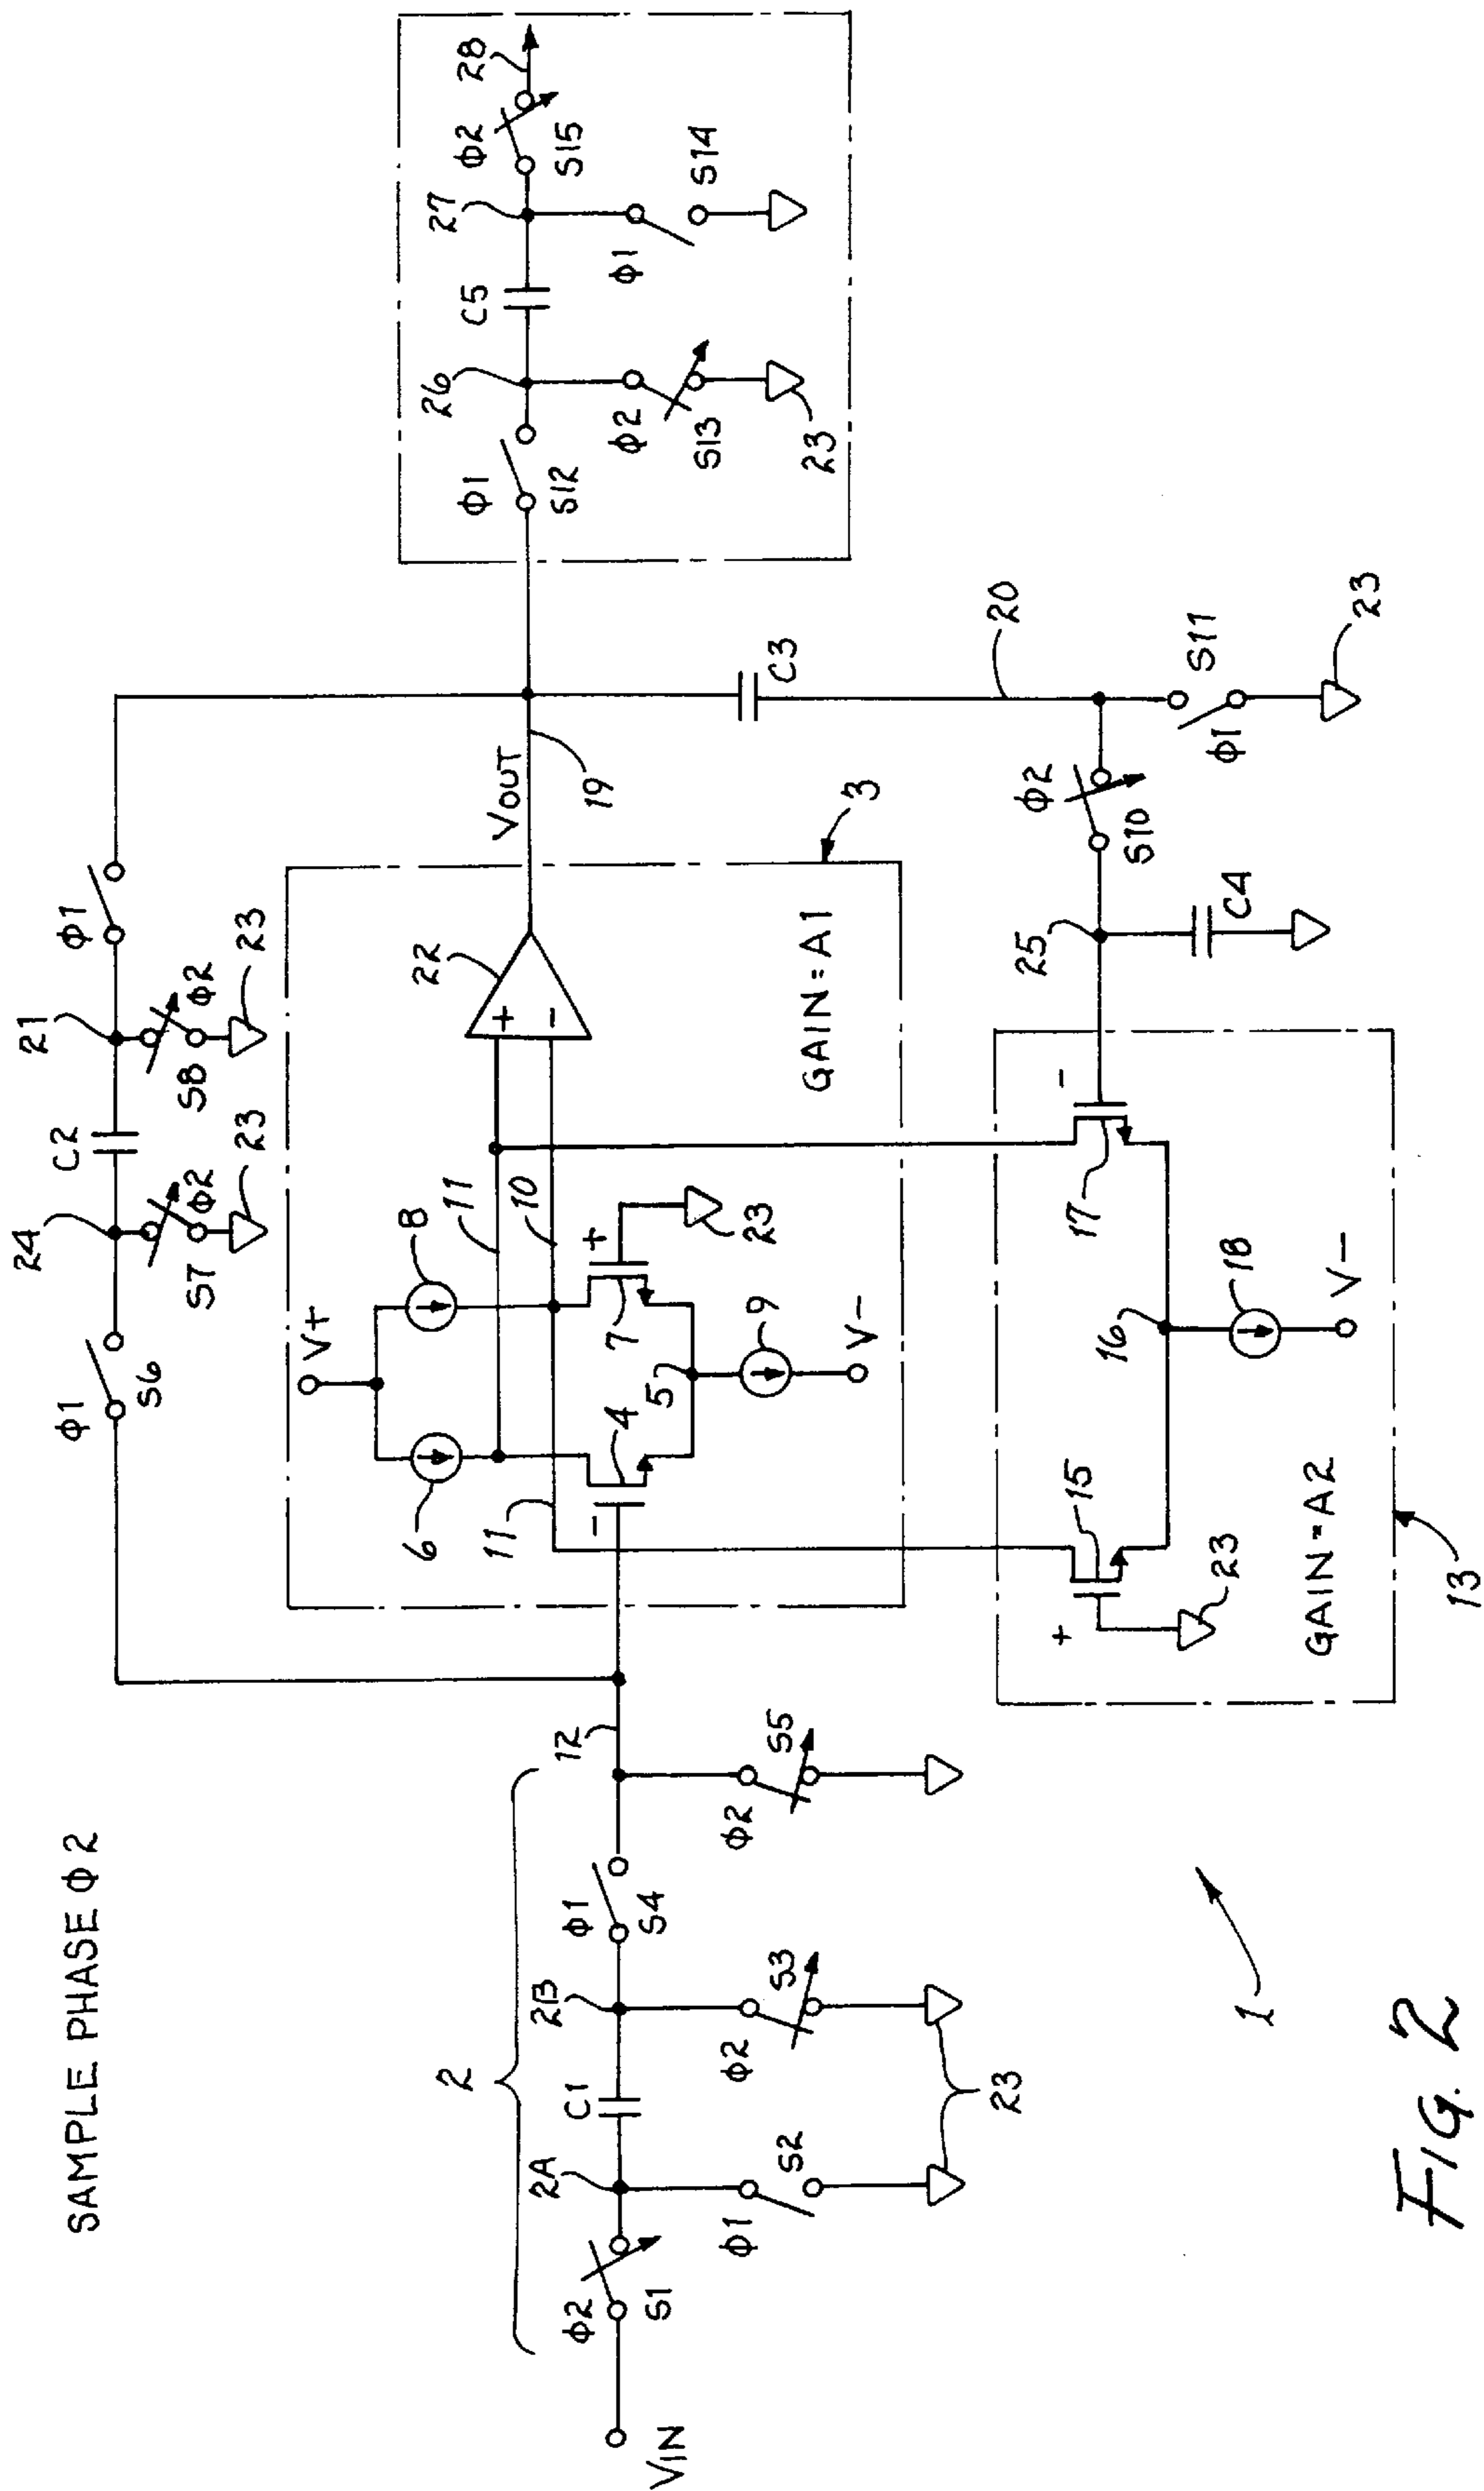 SAMPLE PHASE Φ2
VIN
Φ2
S1
2A
Φ1
S2
C1
2
2B
Φ2
S3
23
Φ1
S4
12
Φ2
S5
Φ1
S6
24
S7
Φ2
23
C2
21
S8
Φ2
23
Φ1
V+
6
8
11
11
10
-
4
7
+
23
5
9
V-
22
+
-
GAIN=A1
3
VOUT
19
+
15
23
16
18
V-
17
-
GAIN=A2
13
25
C4
Φ2
S10
C3
20
Φ1
S11
23
Φ1
S12
26
Φ2
S13
23
C5
27
Φ1
S14
Φ2
S15
28
1
FIG. 2